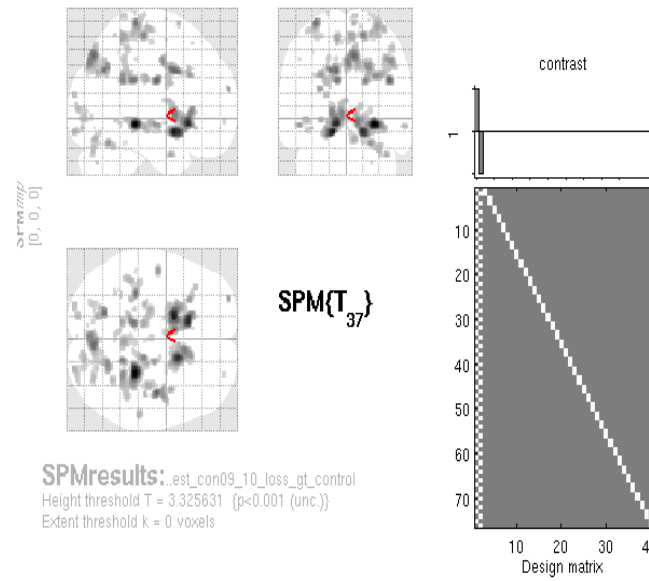 contrast
1
SPMmip
[0, 0, 0]
SPM{T37}
10
20
30
40
50
60
70
10 20 30 40
Design matrix
SPMresults: ..est_con09_10_loss_gt_control
Height threshold T = 3.325631 {p<0.001 (unc.)}
Extent threshold k = 0 voxels